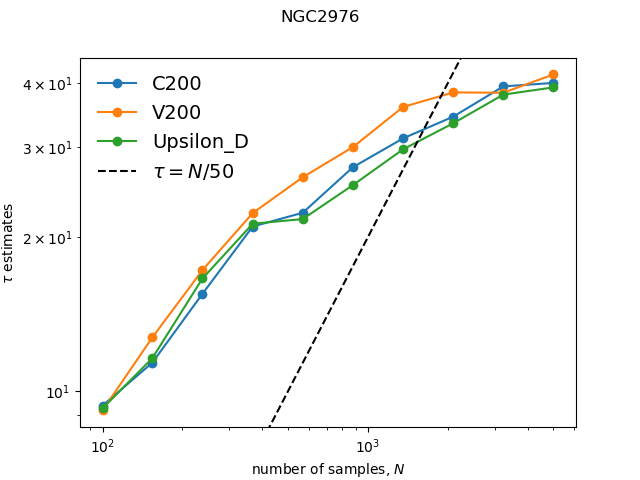 NGC2976
C200
V200
Upsilon_D
τ = N/50
4 × 10¹
3 × 10¹
2 × 10¹
10¹
τ estimates
10² 10³
number of samples, N